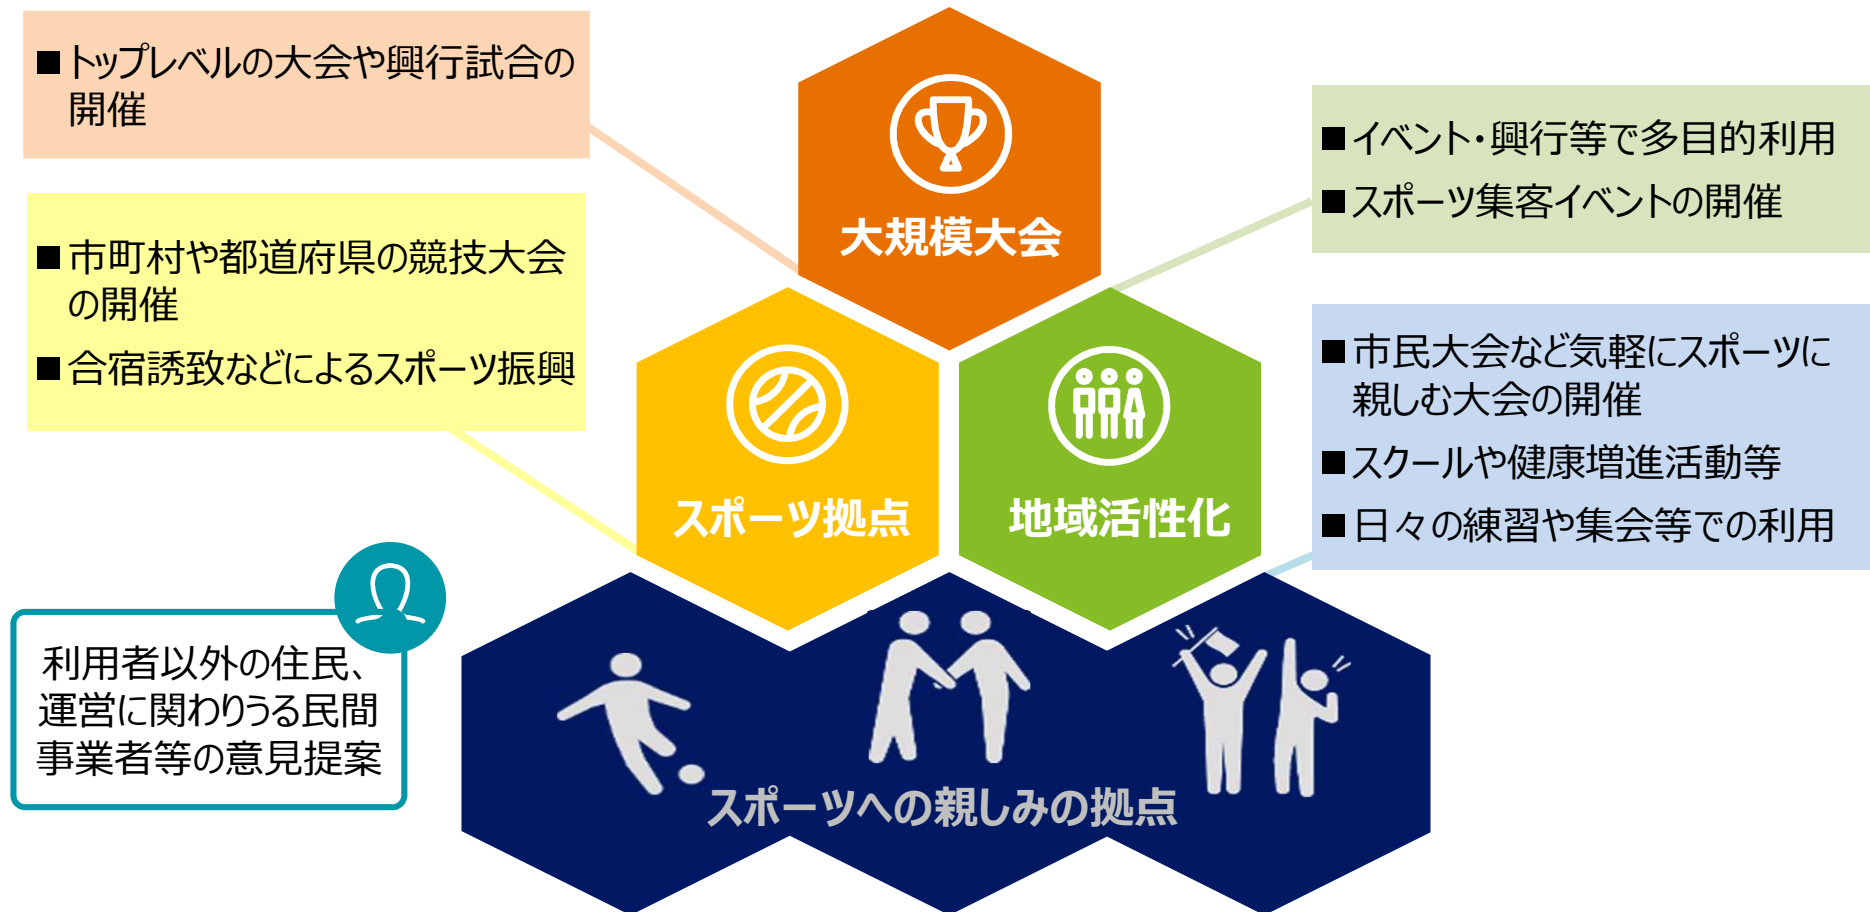 ■トップレベルの大会や興行試合の
開催
■市町村や都道府県の競技大会
の開催
■合宿誘致などによるスポーツ振興
大規模大会
■イベント・興行等で多目的利用
■スポーツ集客イベントの開催
スポーツ拠点
地域活性化
■市民大会など気軽にスポーツに
親しむ大会の開催
■スクールや健康増進活動等
■日々の練習や集会等での利用
利用者以外の住民、
運営に関わりうる民間
事業者等の意見提案
スポーツへの親しみの拠点